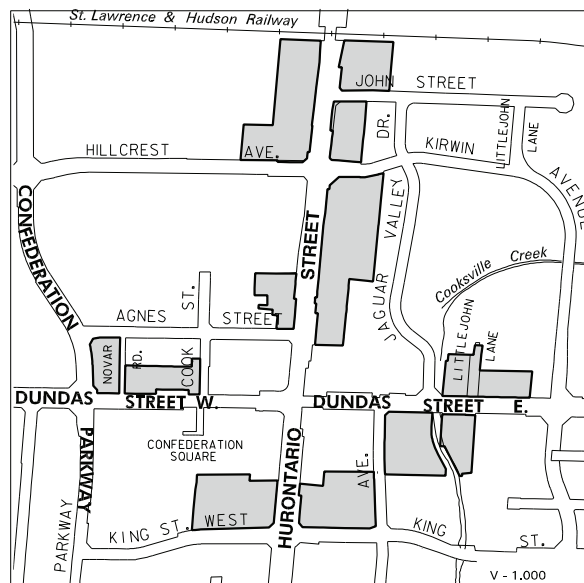 St. Lawrence & Hudson Railway
JOHN STREET
LITTLEJOHN LANE
DR.
HILLCREST AVE.
KIRWIN AVENUE
CONFEDERATION
STREET
JAGUAR VALLEY
Cooksville Creek
AGNES STREET
ST.
COOK
NOVAR RD.
LITTLEJOHN LANE
DUNDAS STREET W.
DUNDAS STREET E.
CONFEDERATION
SQUARE
PARKWAY
HURONTARIO
AVE.
KING ST. WEST
KING ST.
PARKWAY
V - 1.000